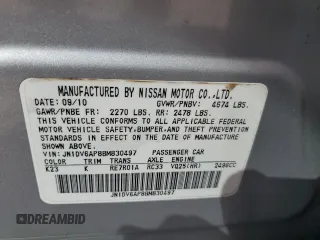 MANUFACTURED BY NISSAN MOTOR CO.,LTD.
DATE: 09/10 GVWR/PNBV: 4674 LBS.
GAWR/PNBE FR: 2270 LBS. RR: 2478 LBS.
THIS VEHICLE CONFORMS TO ALL APPLICABLE FEDERAL
MOTOR VEHICLE SAFETY,BUMPER,AND THEFT PREVENTION
STANDARDS IN EFFECT ON THE DATE OF MANUFACTURE
SHOWN ABOVE.
VIN: JN1DV6AP8BM830497 PASSENGER CAR
COLOR TRIM TRANS AXLE ENGINE
K23 K RE7R01A RC33 VQ25(HR) 2496CC
JN1DV6AP8BM830497